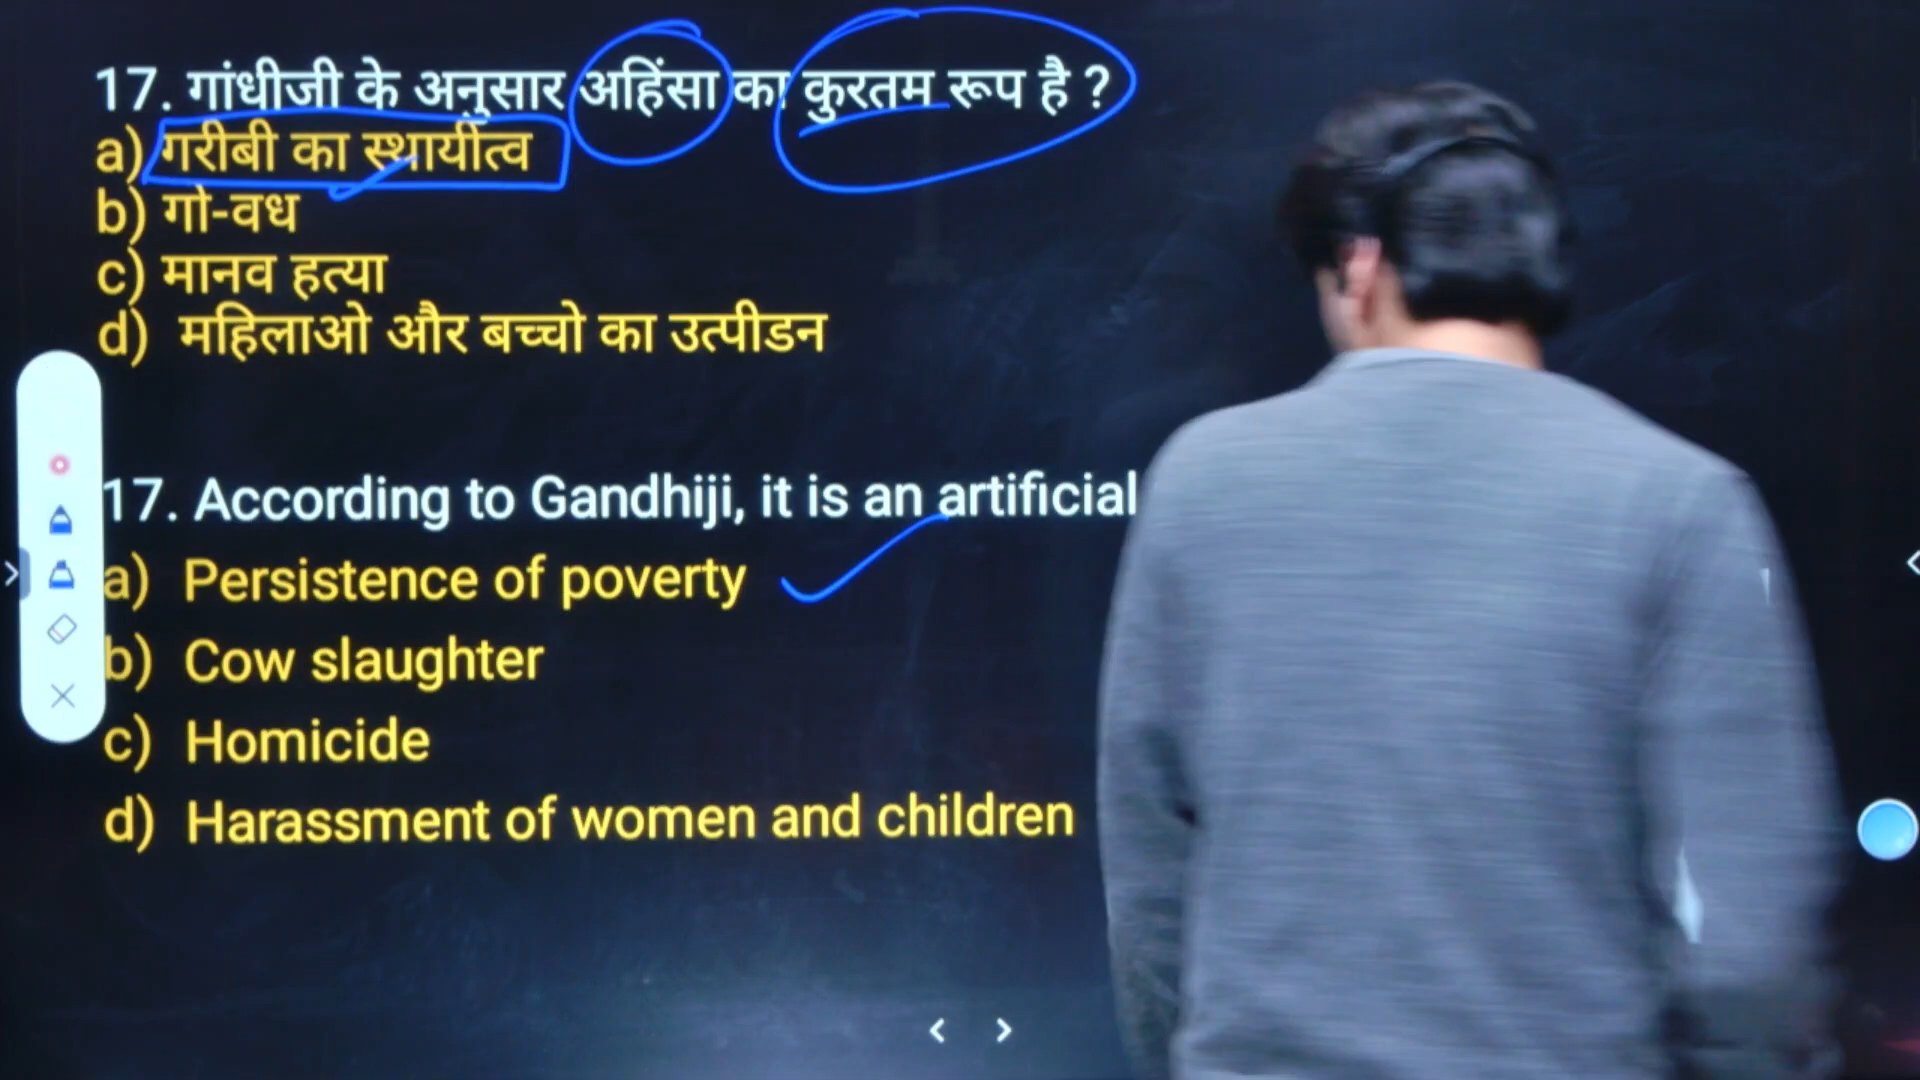 17. गांधीजी के अनुसार अहिंसा का कुरतम रूप है ?
a) गरीबी का स्थायीत्व
b) गो-वध
c) मानव हत्या
d) महिलाओ और बच्चो का उत्पीडन
17. According to Gandhiji, it is an artificial
a) Persistence of poverty
b) Cow slaughter
c) Homicide
d) Harassment of women and children